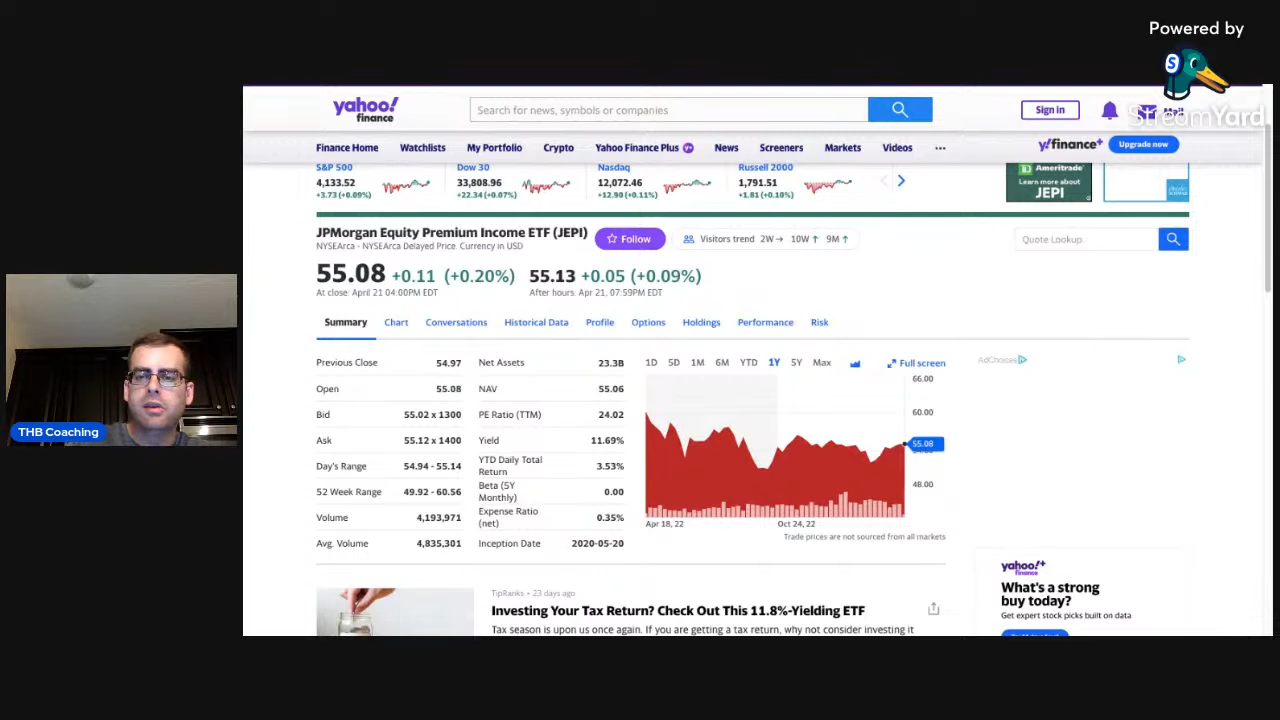 Powered by
S
StreamYard
yahoo!
finance
Search for news, symbols or companies
Sign in
Mail
Finance Home Watchlists My Portfolio Crypto Yahoo Finance Plus News Screeners Markets Videos ...
y!finance+ Upgrade now
S&P 500 Dow 30 Nasdaq Russell 2000
4,133.52 33,808.96 12,072.46 1,791.51
+3.73 (+0.09%) +22.34 (+0.07%) +12.90 (+0.11%) +1.81 (+0.10%)
Ameritrade
Learn more about
JEPI
JPMorgan Equity Premium Income ETF (JEPI)
NYSEArca - NYSEArca Delayed Price. Currency in USD
Follow
Visitors trend 2W→ 10W↑ 9M↑
Quote Lookup
55.08 +0.11 (+0.20%) 55.13 +0.05 (+0.09%)
At close: April 21 04:00PM EDT After hours: Apr 21, 07:59PM EDT
Summary Chart Conversations Historical Data Profile Options Holdings Performance Risk
Previous Close 54.97
Open 55.08
Bid 55.02 x 1300
Ask 55.12 x 1400
Day's Range 54.94 - 55.14
52 Week Range 49.92 - 60.56
Volume 4,193,971
Avg. Volume 4,835,301
Net Assets 23.3B
NAV 55.06
PE Ratio (TTM) 24.02
Yield 11.69%
YTD Daily Total
Return 3.53%
Beta (5Y
Monthly) 0.00
Expense Ratio
(net) 0.35%
Inception Date 2020-05-20
1D 5D 1M 6M YTD 1Y 5Y Max Full screen
66.00
60.00
55.08
48.00
Apr 18, 22 Oct 24, 22
Trade prices are not sourced from all markets
AdChoices
THB Coaching
TipRanks • 23 days ago
Investing Your Tax Return? Check Out This 11.8%-Yielding ETF
Tax season is upon us once again. If you are getting a tax return, why not consider investing it
yahoo!+
finance
What's a strong
buy today?
Get expert stock picks built on data